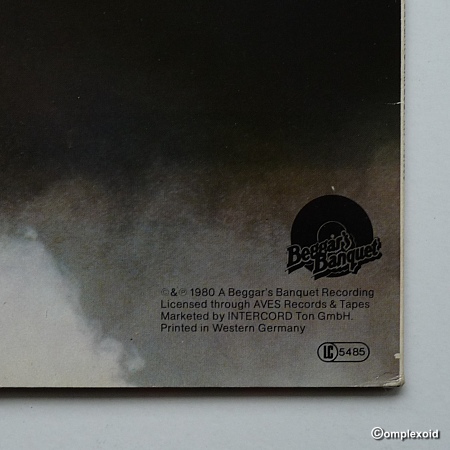 Beggar's
Banquet
©&℗ 1980 A Beggar's Banquet Recording
Licensed through AVES Records & Tapes
Marketed by INTERCORD Ton GmbH.
Printed in Western Germany
LC 5485
©omplexoid